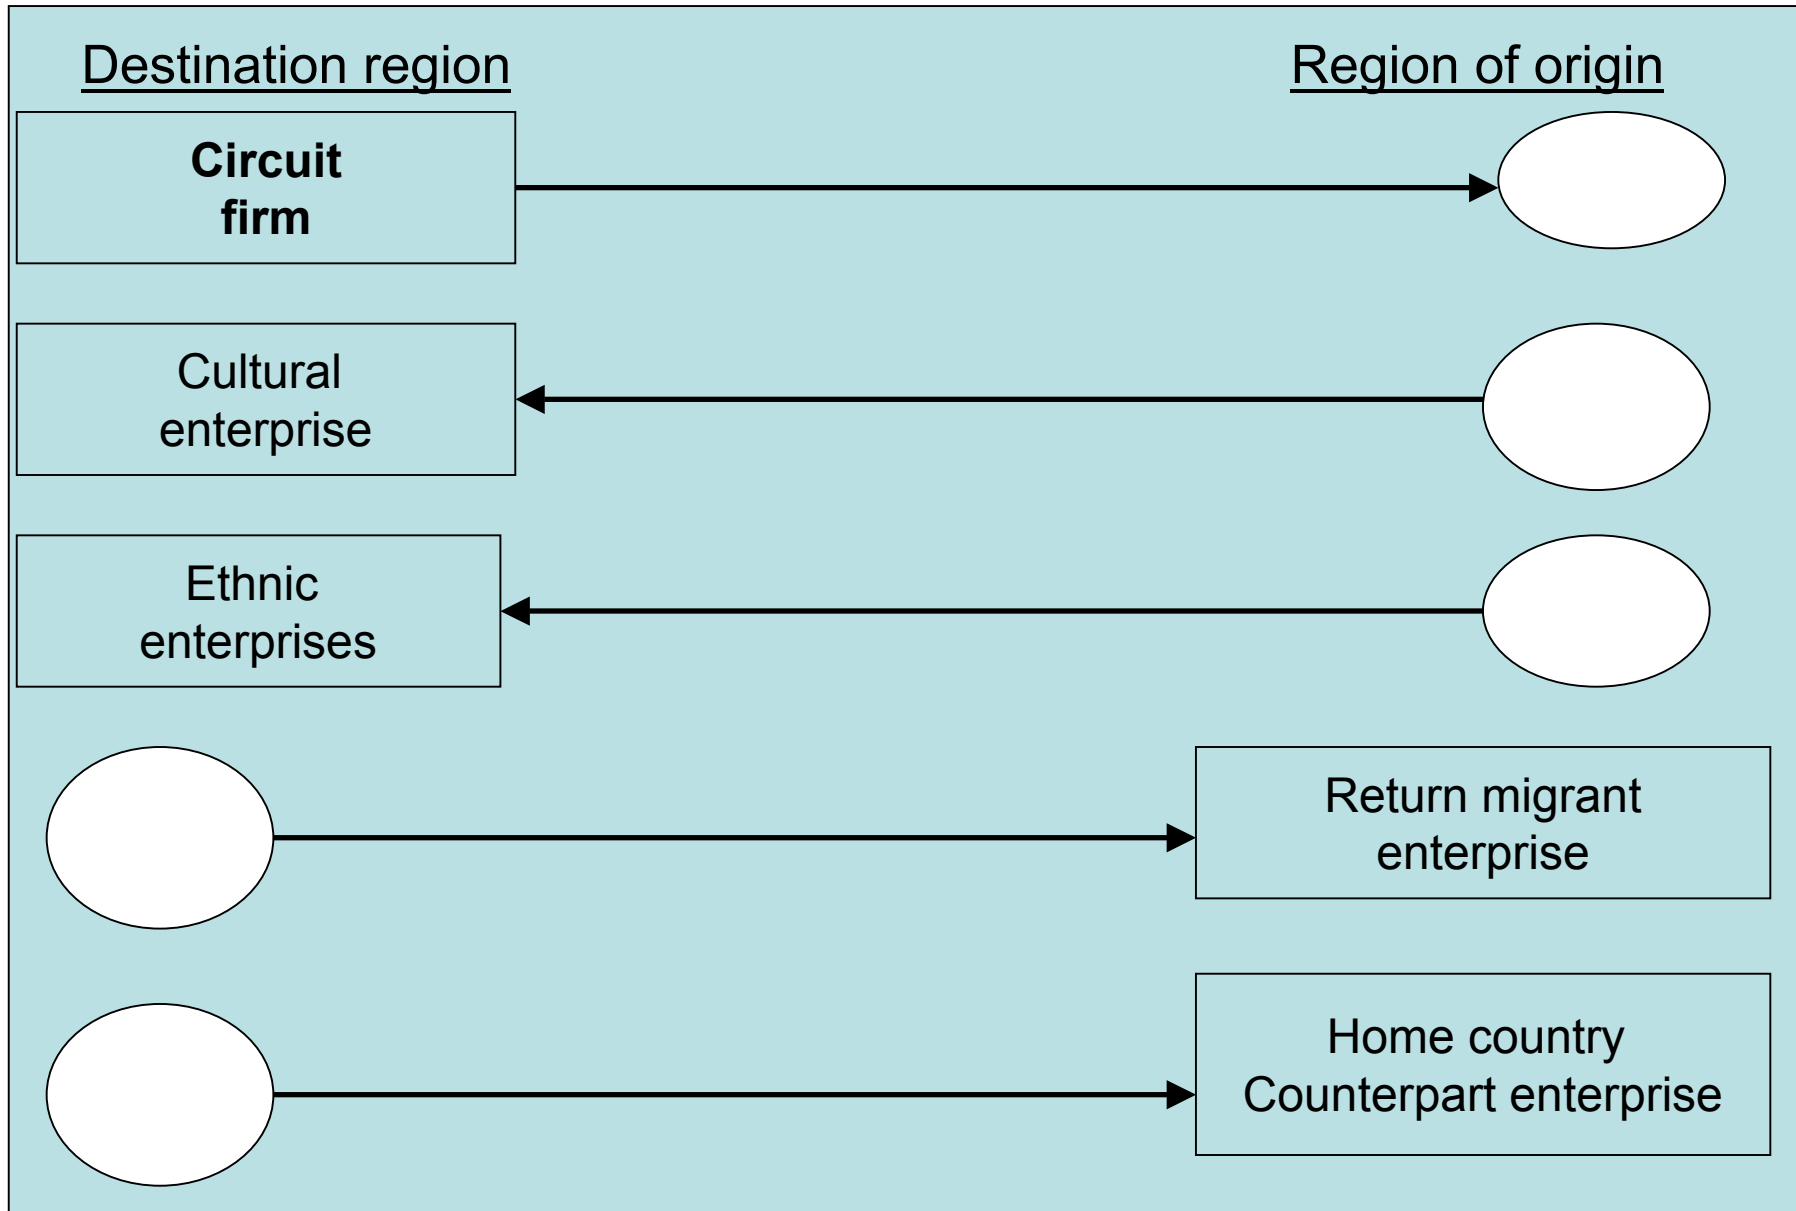 Destination region
Region of origin
Circuit
firm
Cultural
enterprise
Ethnic
enterprises
Return migrant
enterprise
Home country
Counterpart enterprise